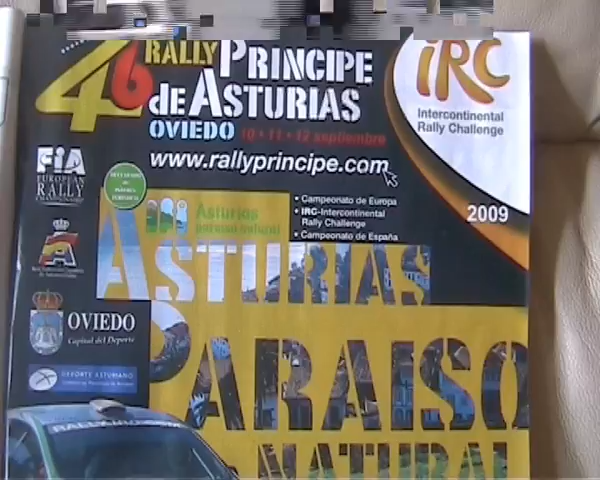 46 RALLY PRINCIPE
de ASTURIAS
OVIEDO 10 • 11 • 12 septiembre
www.rallyprincipe.com
iRC
Intercontinental
Rally Challenge
2009
FiA
EUROPEAN
RALLY
CHAMPIONSHIP
Asturias
paraiso natural
• Campeonato de Europa
• IRC-Intercontinental
Rally Challenge
• Campeonato de España
ASTURIAS
PARAISO
NATURAL
OVIEDO
Capital del Deporte
DEPORTE ASTURIANO